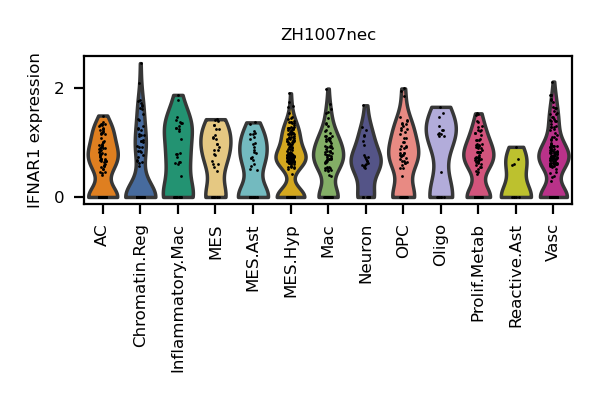 ZH1007nec
IFNAR1 expression
2
0
AC
Chromatin.Reg
Inflammatory.Mac
MES
MES.Ast
MES.Hyp
Mac
Neuron
OPC
Oligo
Prolif.Metab
Reactive.Ast
Vasc